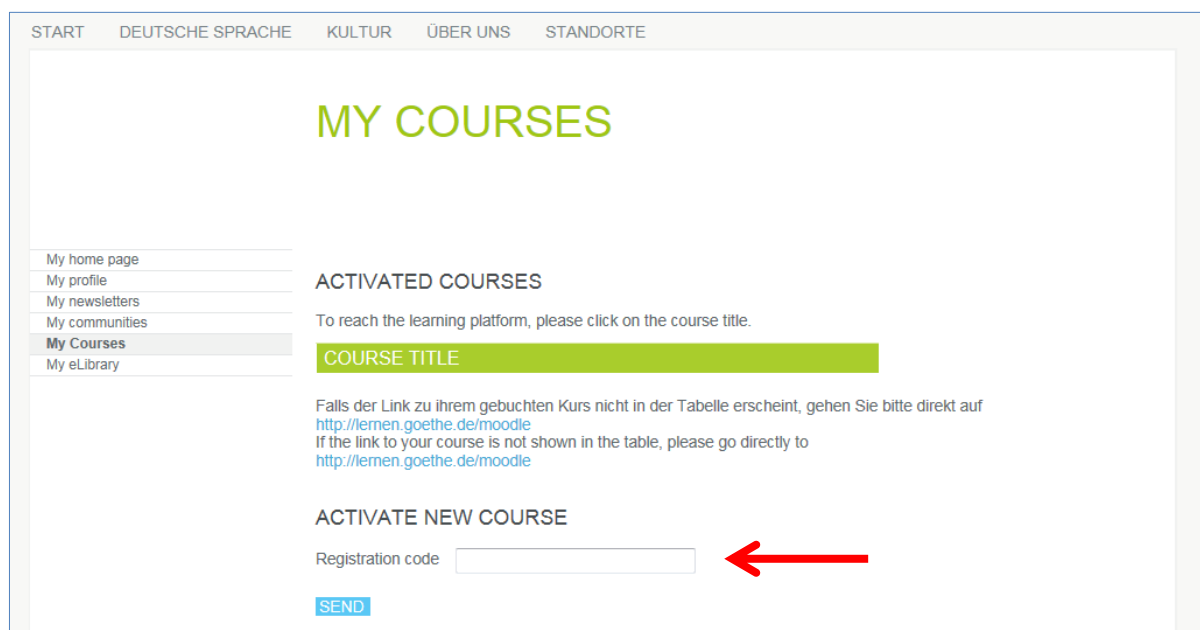 START DEUTSCHE SPRACHE KULTUR ÜBER UNS STANDORTE
MY COURSES
My home page
My profile
My newsletters
My communities
My Courses
My eLibrary
ACTIVATED COURSES
To reach the learning platform, please click on the course title.
COURSE TITLE
Falls der Link zu ihrem gebuchten Kurs nicht in der Tabelle erscheint, gehen Sie bitte direkt auf
http://lernen.goethe.de/moodle
If the link to your course is not shown in the table, please go directly to
http://lernen.goethe.de/moodle
ACTIVATE NEW COURSE
Registration code
SEND